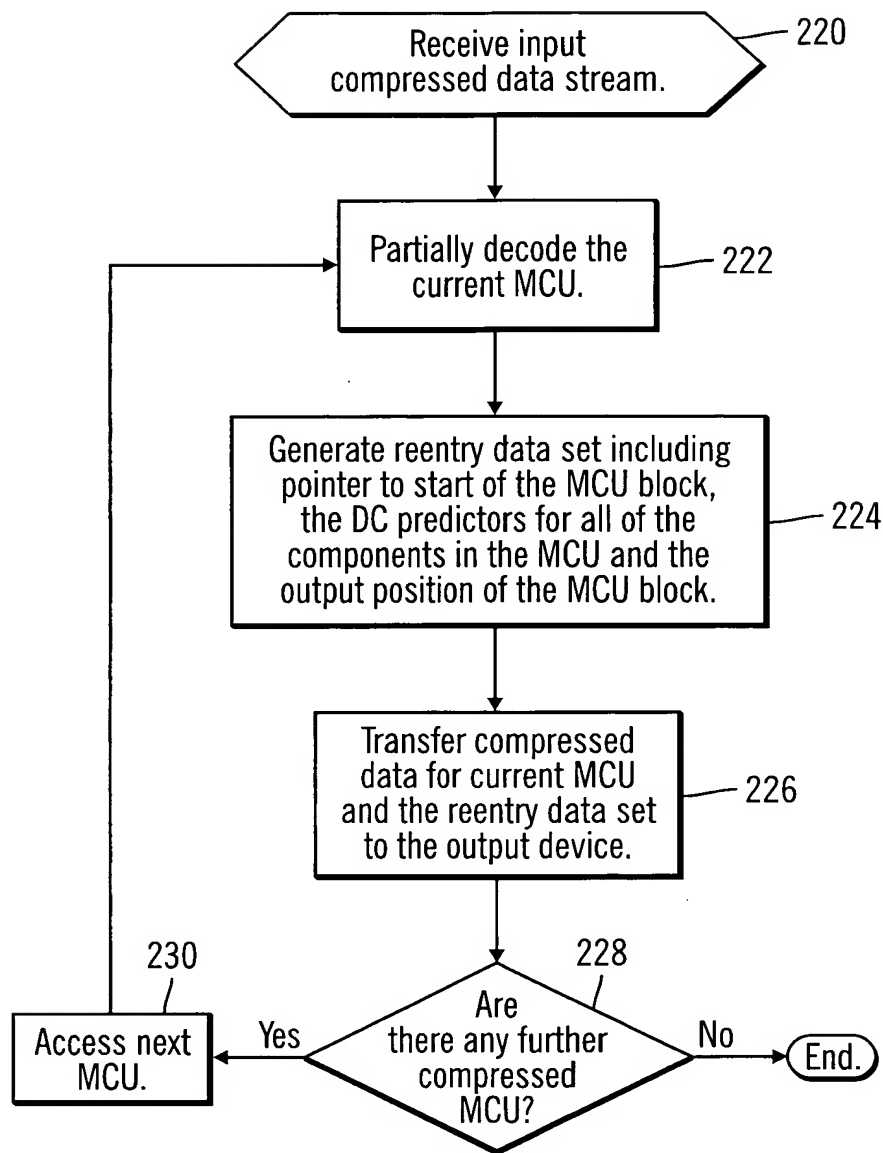 Receive input
compressed data stream.
220
Partially decode the
current MCU.
222
Generate reentry data set including
pointer to start of the MCU block,
the DC predictors for all of the
components in the MCU and the
output position of the MCU block.
224
Transfer compressed
data for current MCU
and the reentry data set
to the output device.
226
228
Are
there any further
compressed
MCU?
Yes
No
End.
230
Access next
MCU.